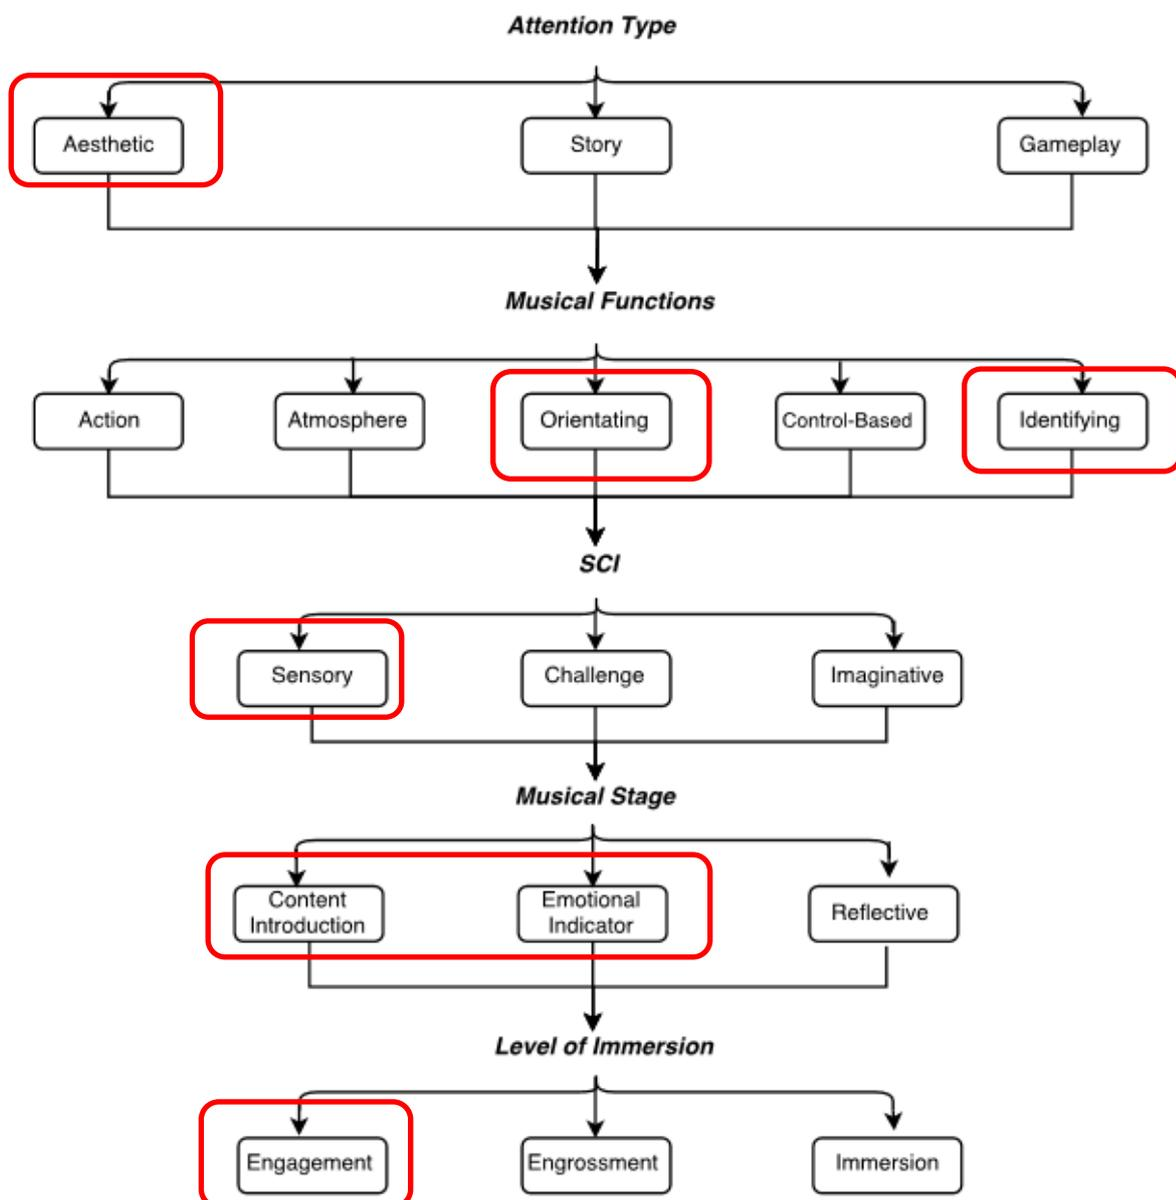 Attention Type
Aesthetic
Story
Gameplay
Musical Functions
Action
Atmosphere
Orientating
Control-Based
Identifying
SCI
Sensory
Challenge
Imaginative
Musical Stage
Content
Introduction
Emotional
Indicator
Reflective
Level of Immersion
Engagement
Engrossment
Immersion